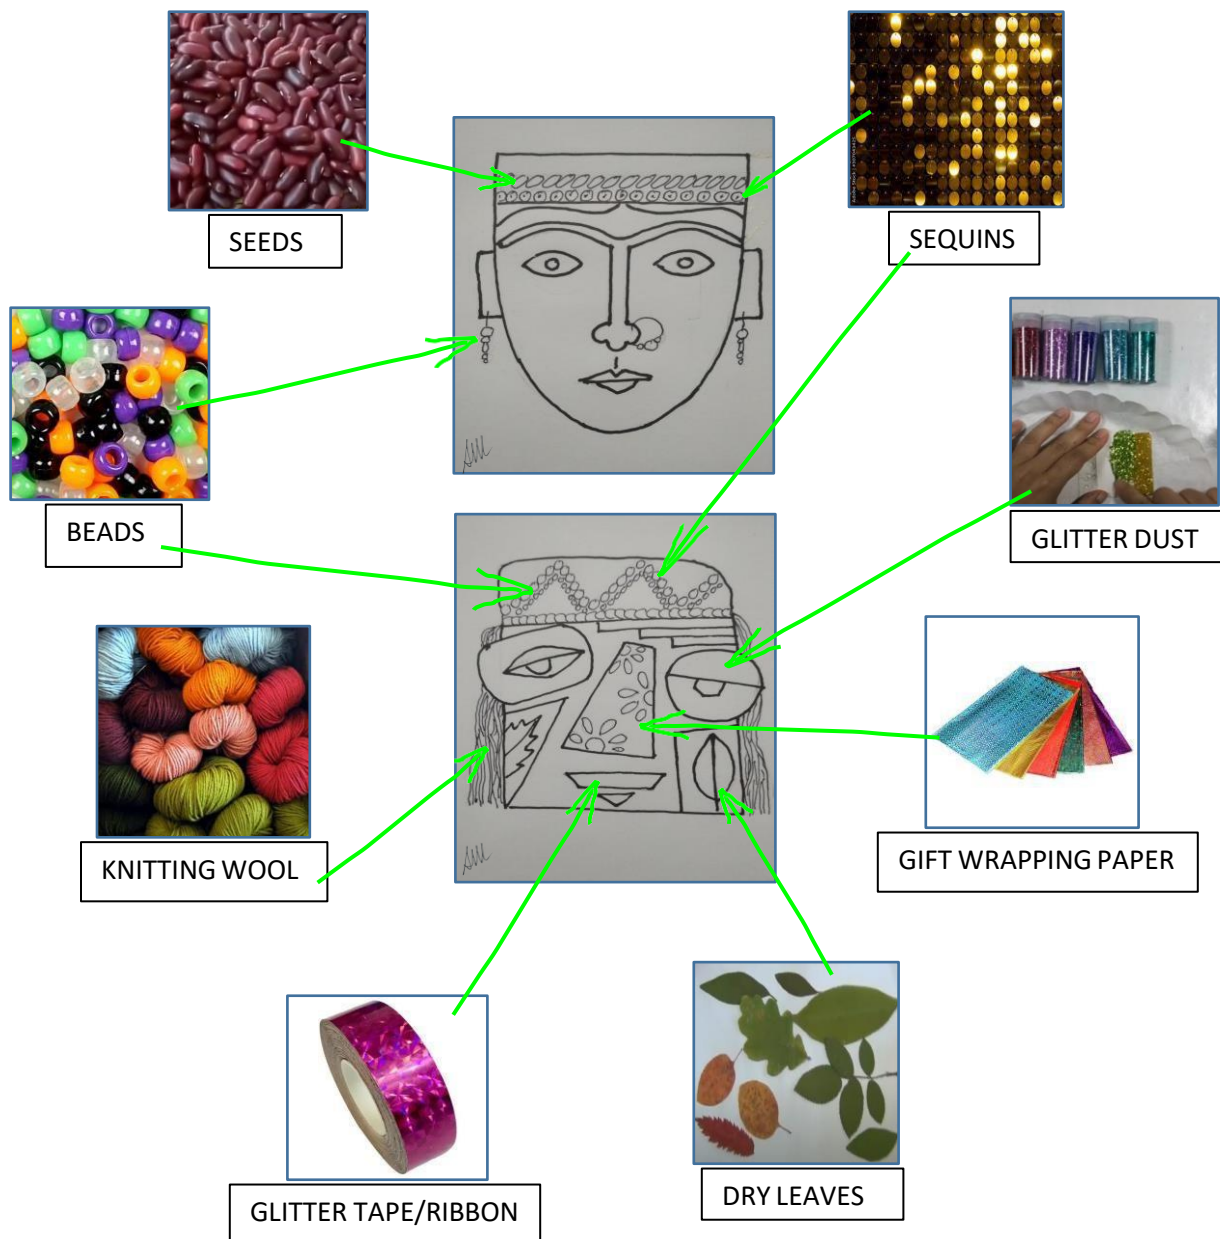 SEEDS
SEQUINS
BEADS
GLITTER DUST
KNITTING WOOL
GIFT WRAPPING PAPER
GLITTER TAPE/RIBBON
DRY LEAVES